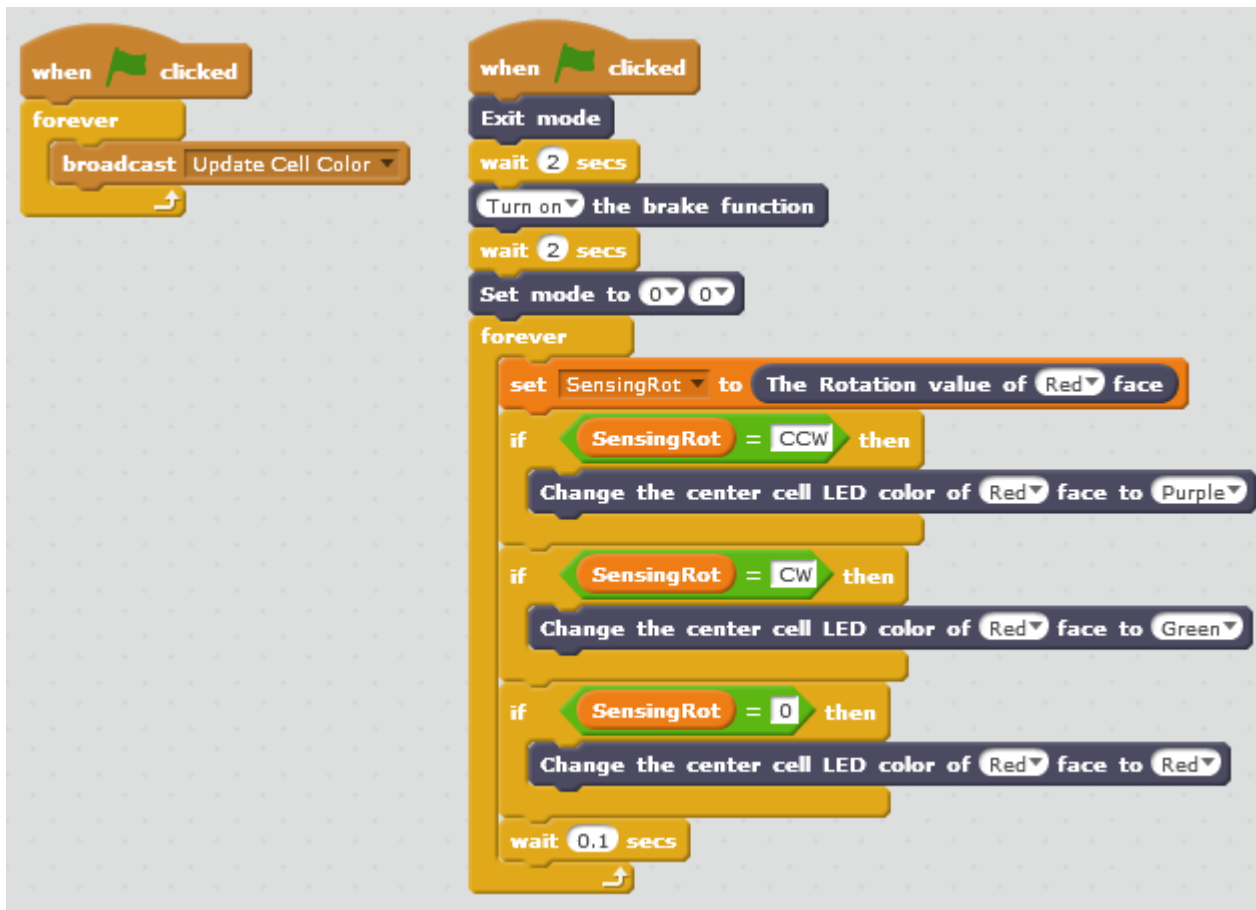 when clicked
forever
broadcast Update Cell Color
when clicked
Exit mode
wait 2 secs
Turn on the brake function
wait 2 secs
Set mode to 0 0
forever
set SensingRot to The Rotation value of Red face
if SensingRot = CCW then
Change the center cell LED color of Red face to Purple
if SensingRot = CW then
Change the center cell LED color of Red face to Green
if SensingRot = 0 then
Change the center cell LED color of Red face to Red
wait 0.1 secs